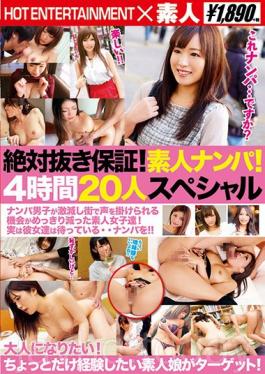 HOT ENTERTAINMENT×素人
¥1,890
楽しい!!
これナンパ‥ですか?
絶対抜き保証!素人ナンパ!
4時間20人スペシャル
ナンパ男子が激減し街で声を掛けられる
機会がめっきり減った素人女子達!
実は彼女達は待っている・・ナンパを!!
大人になりたい!
ちょっとだけ経験したい素人娘がターゲット!